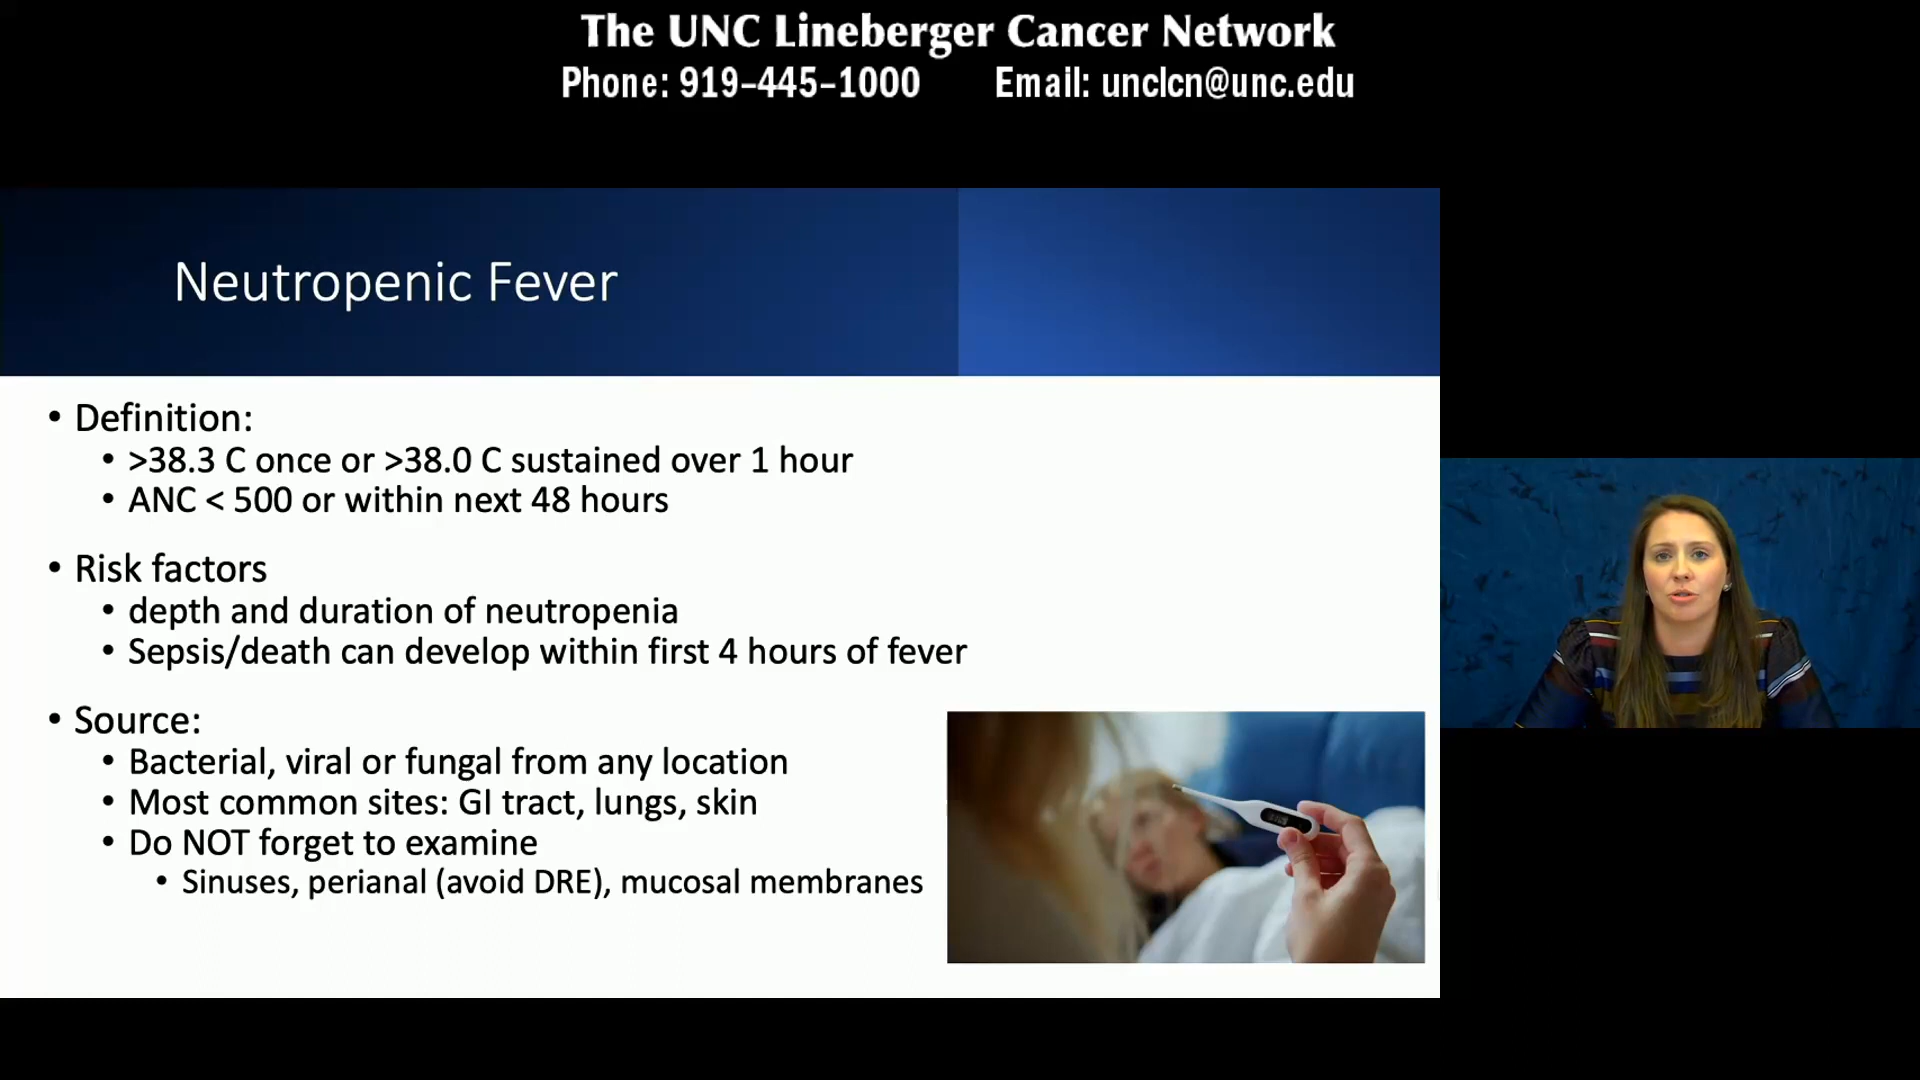 The UNC Lineberger Cancer Network
Phone: 919-445-1000 Email: unclcn@unc.edu
Neutropenic Fever
• Definition:
• >38.3 C once or >38.0 C sustained over 1 hour
• ANC < 500 or within next 48 hours
• Risk factors
• depth and duration of neutropenia
• Sepsis/death can develop within first 4 hours of fever
• Source:
• Bacterial, viral or fungal from any location
• Most common sites: GI tract, lungs, skin
• Do NOT forget to examine
• Sinuses, perianal (avoid DRE), mucosal membranes